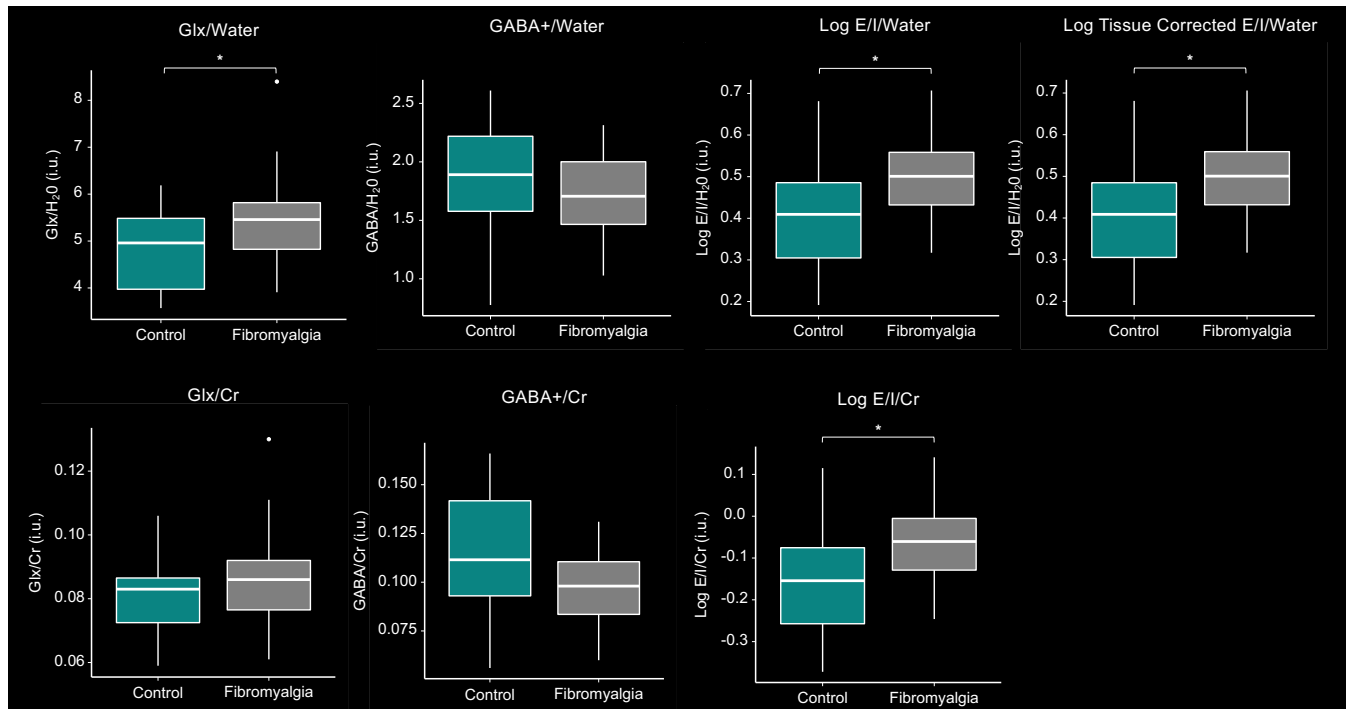 Glx/Water
*
Glx/H₂0 (i.u.)
8
7
6
5
4
Control
Fibromyalgia
GABA+/Water
GABA/H₂0 (i.u.)
2.5
2.0
1.5
1.0
Control
Fibromyalgia
Log E/I/Water
*
Log E/I/H₂0 (i.u.)
0.7
0.6
0.5
0.4
0.3
0.2
Control
Fibromyalgia
Log Tissue Corrected E/I/Water
*
Log E/I/H₂0 (i.u.)
0.7
0.6
0.5
0.4
0.3
0.2
Control
Fibromyalgia
Glx/Cr
Glx/Cr (i.u.)
0.12
0.10
0.08
0.06
Control
Fibromyalgia
GABA+/Cr
GABA/Cr (i.u.)
0.150
0.125
0.100
0.075
Control
Fibromyalgia
Log E/I/Cr
*
Log E/I/Cr (i.u.)
0.1
0.0
-0.1
-0.2
-0.3
Control
Fibromyalgia